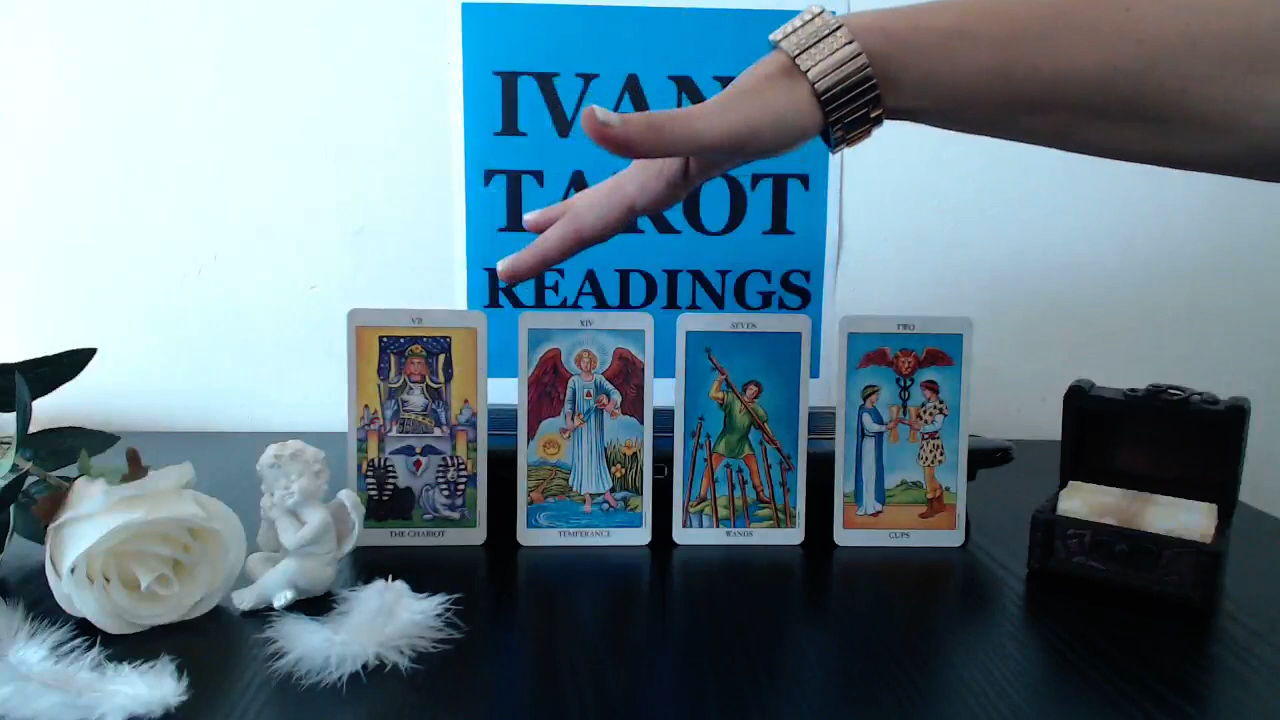 IVAN
TAROT
READINGS
VII
THE CHARIOT
XIV
TEMPERANCE
SEVEN
WANDS
TWO
CUPS